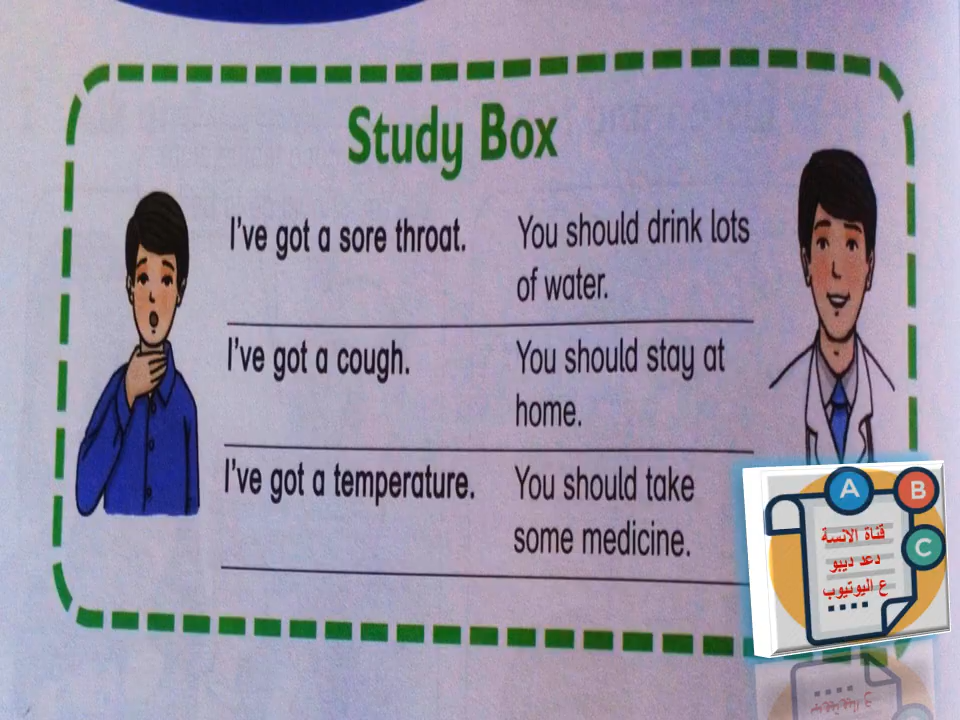 Study Box
I've got a sore throat.
You should drink lots
of water.
I've got a cough.
You should stay at
home.
I've got a temperature.
You should take
some medicine.
A
B
C
قناة الانسة
دعد ديبو
ع اليوتيوب